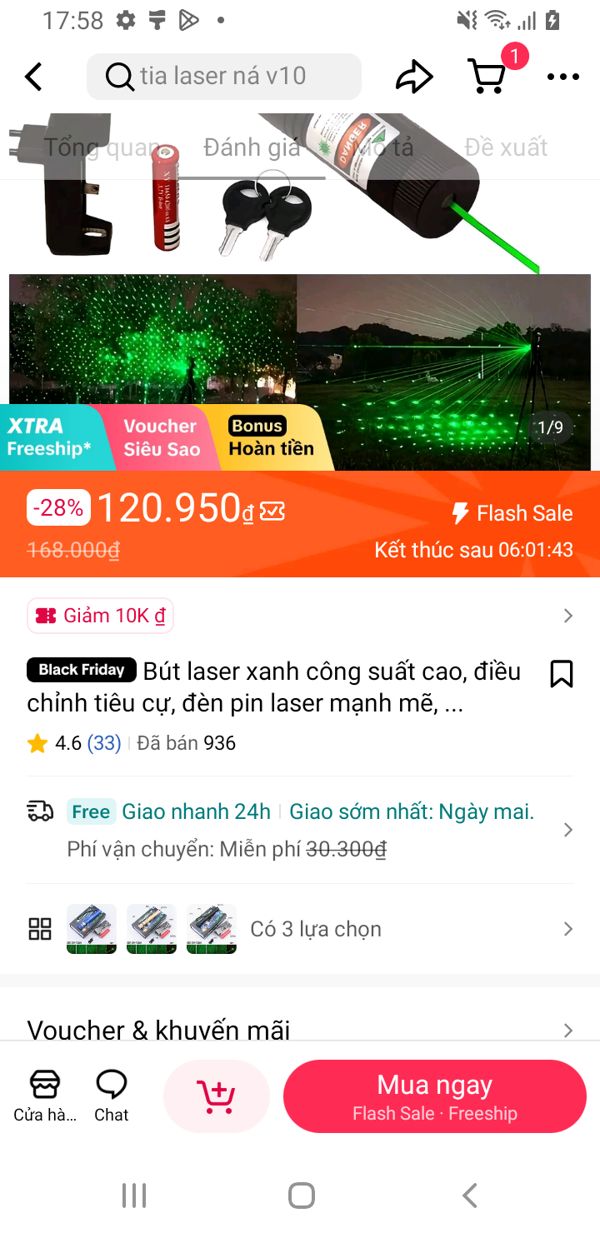 17:58
tia laser ná v10
1
Tổng quan Đánh giá Mô tả Đề xuất
DANGER
1/9
XTRA Freeship*
Voucher Siêu Sao
Bonus Hoàn tiền
-28% 120.950₫ Flash Sale
168.000₫ Kết thúc sau 06:01:43
Giảm 10K ₫
Black Friday Bút laser xanh công suất cao, điều
chỉnh tiêu cự, đèn pin laser mạnh mẽ, ...
4.6 (33) Đã bán 936
Free Giao nhanh 24h Giao sớm nhất: Ngày mai.
Phí vận chuyển: Miễn phí 30.300₫
Có 3 lựa chọn
Voucher & khuyến mãi
Cửa hà... Chat
Mua ngay
Flash Sale · Freeship